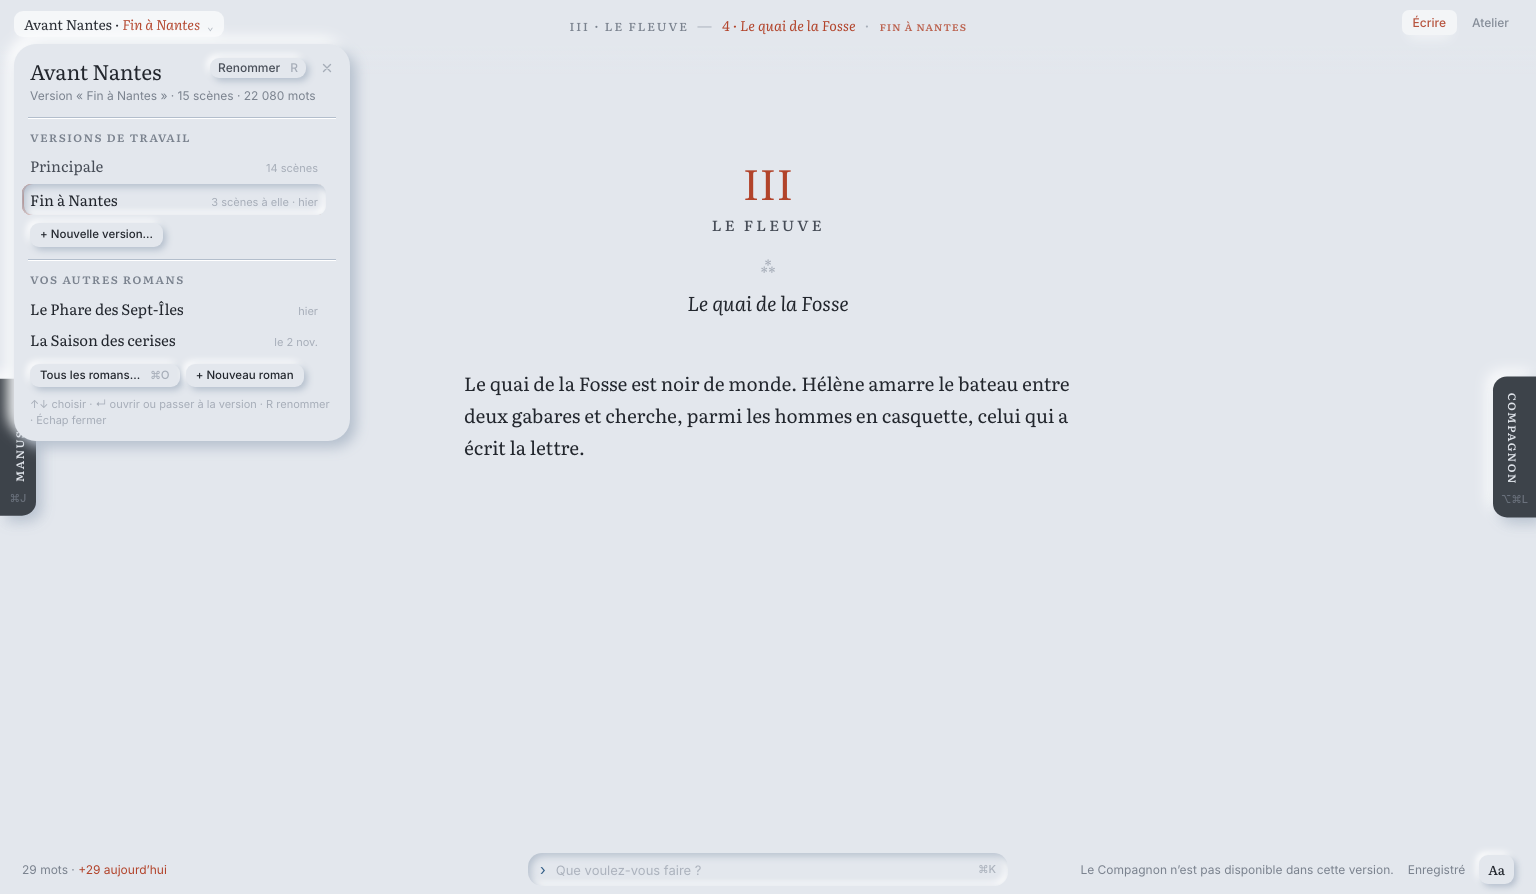 Avant Nantes · Fin à Nantes
III · LE FLEUVE — 4 · Le quai de la Fosse · FIN À NANTES
Écrire Atelier
Avant Nantes Renommer R ×
Version « Fin à Nantes » · 15 scènes · 22 080 mots
VERSIONS DE TRAVAIL
Principale 14 scènes
Fin à Nantes 3 scènes à elle · hier
+ Nouvelle version…
VOS AUTRES ROMANS
Le Phare des Sept-Îles hier
La Saison des cerises le 2 nov.
Tous les romans… ⌘O + Nouveau roman
↑↓ choisir · ↵ ouvrir ou passer à la version · R renommer
· Échap fermer
MANUS
⌘J
III
LE FLEUVE
Le quai de la Fosse
Le quai de la Fosse est noir de monde. Hélène amarre le bateau entre
deux gabares et cherche, parmi les hommes en casquette, celui qui a
écrit la lettre.
COMPAGNON
⌥⌘L
29 mots · +29 aujourd’hui
› Que voulez-vous faire ? ⌘K
Le Compagnon n’est pas disponible dans cette version. Enregistré Aa